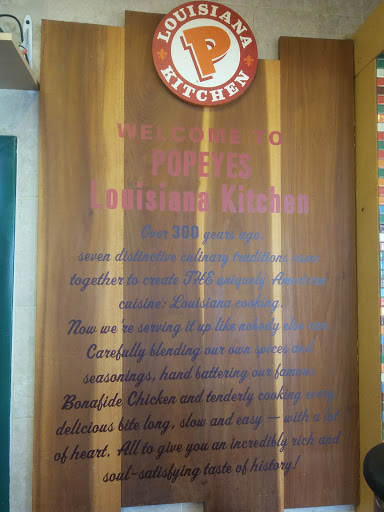 LOUISIANA
P
KITCHEN
WELCOME TO
POPEYES
Louisiana Kitchen
Over 300 years ago,
seven distinctive culinary traditions came
together to create THE uniquely American
cuisine: Louisiana cooking.
Now we're serving it up like nobody else can.
Carefully blending our own spices and
seasonings, hand battering our famous
Bonafide Chicken and tenderly cooking every
delicious bite long, slow and easy — with a lot
of heart. All to give you an incredibly rich and
soul-satisfying taste of history!